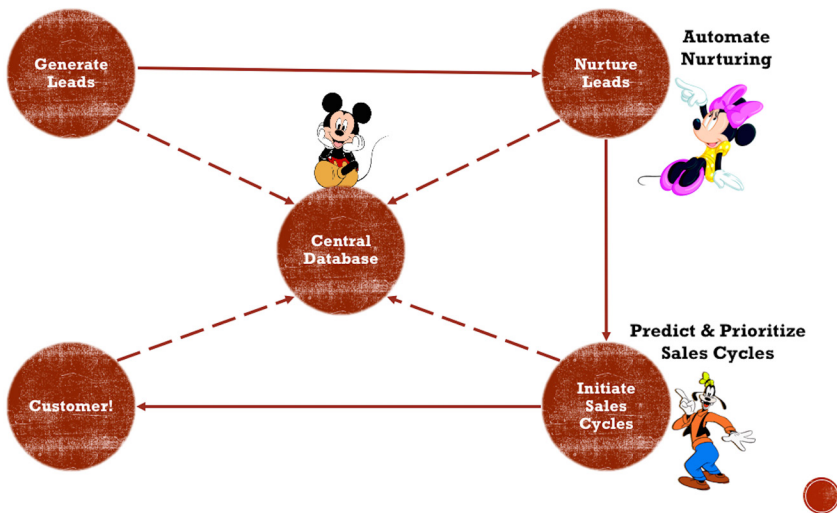 Generate
Leads
Nurture
Leads
Automate
Nurturing
Central
Database
Predict & Prioritize
Sales Cycles
Customer!
Initiate
Sales
Cycles